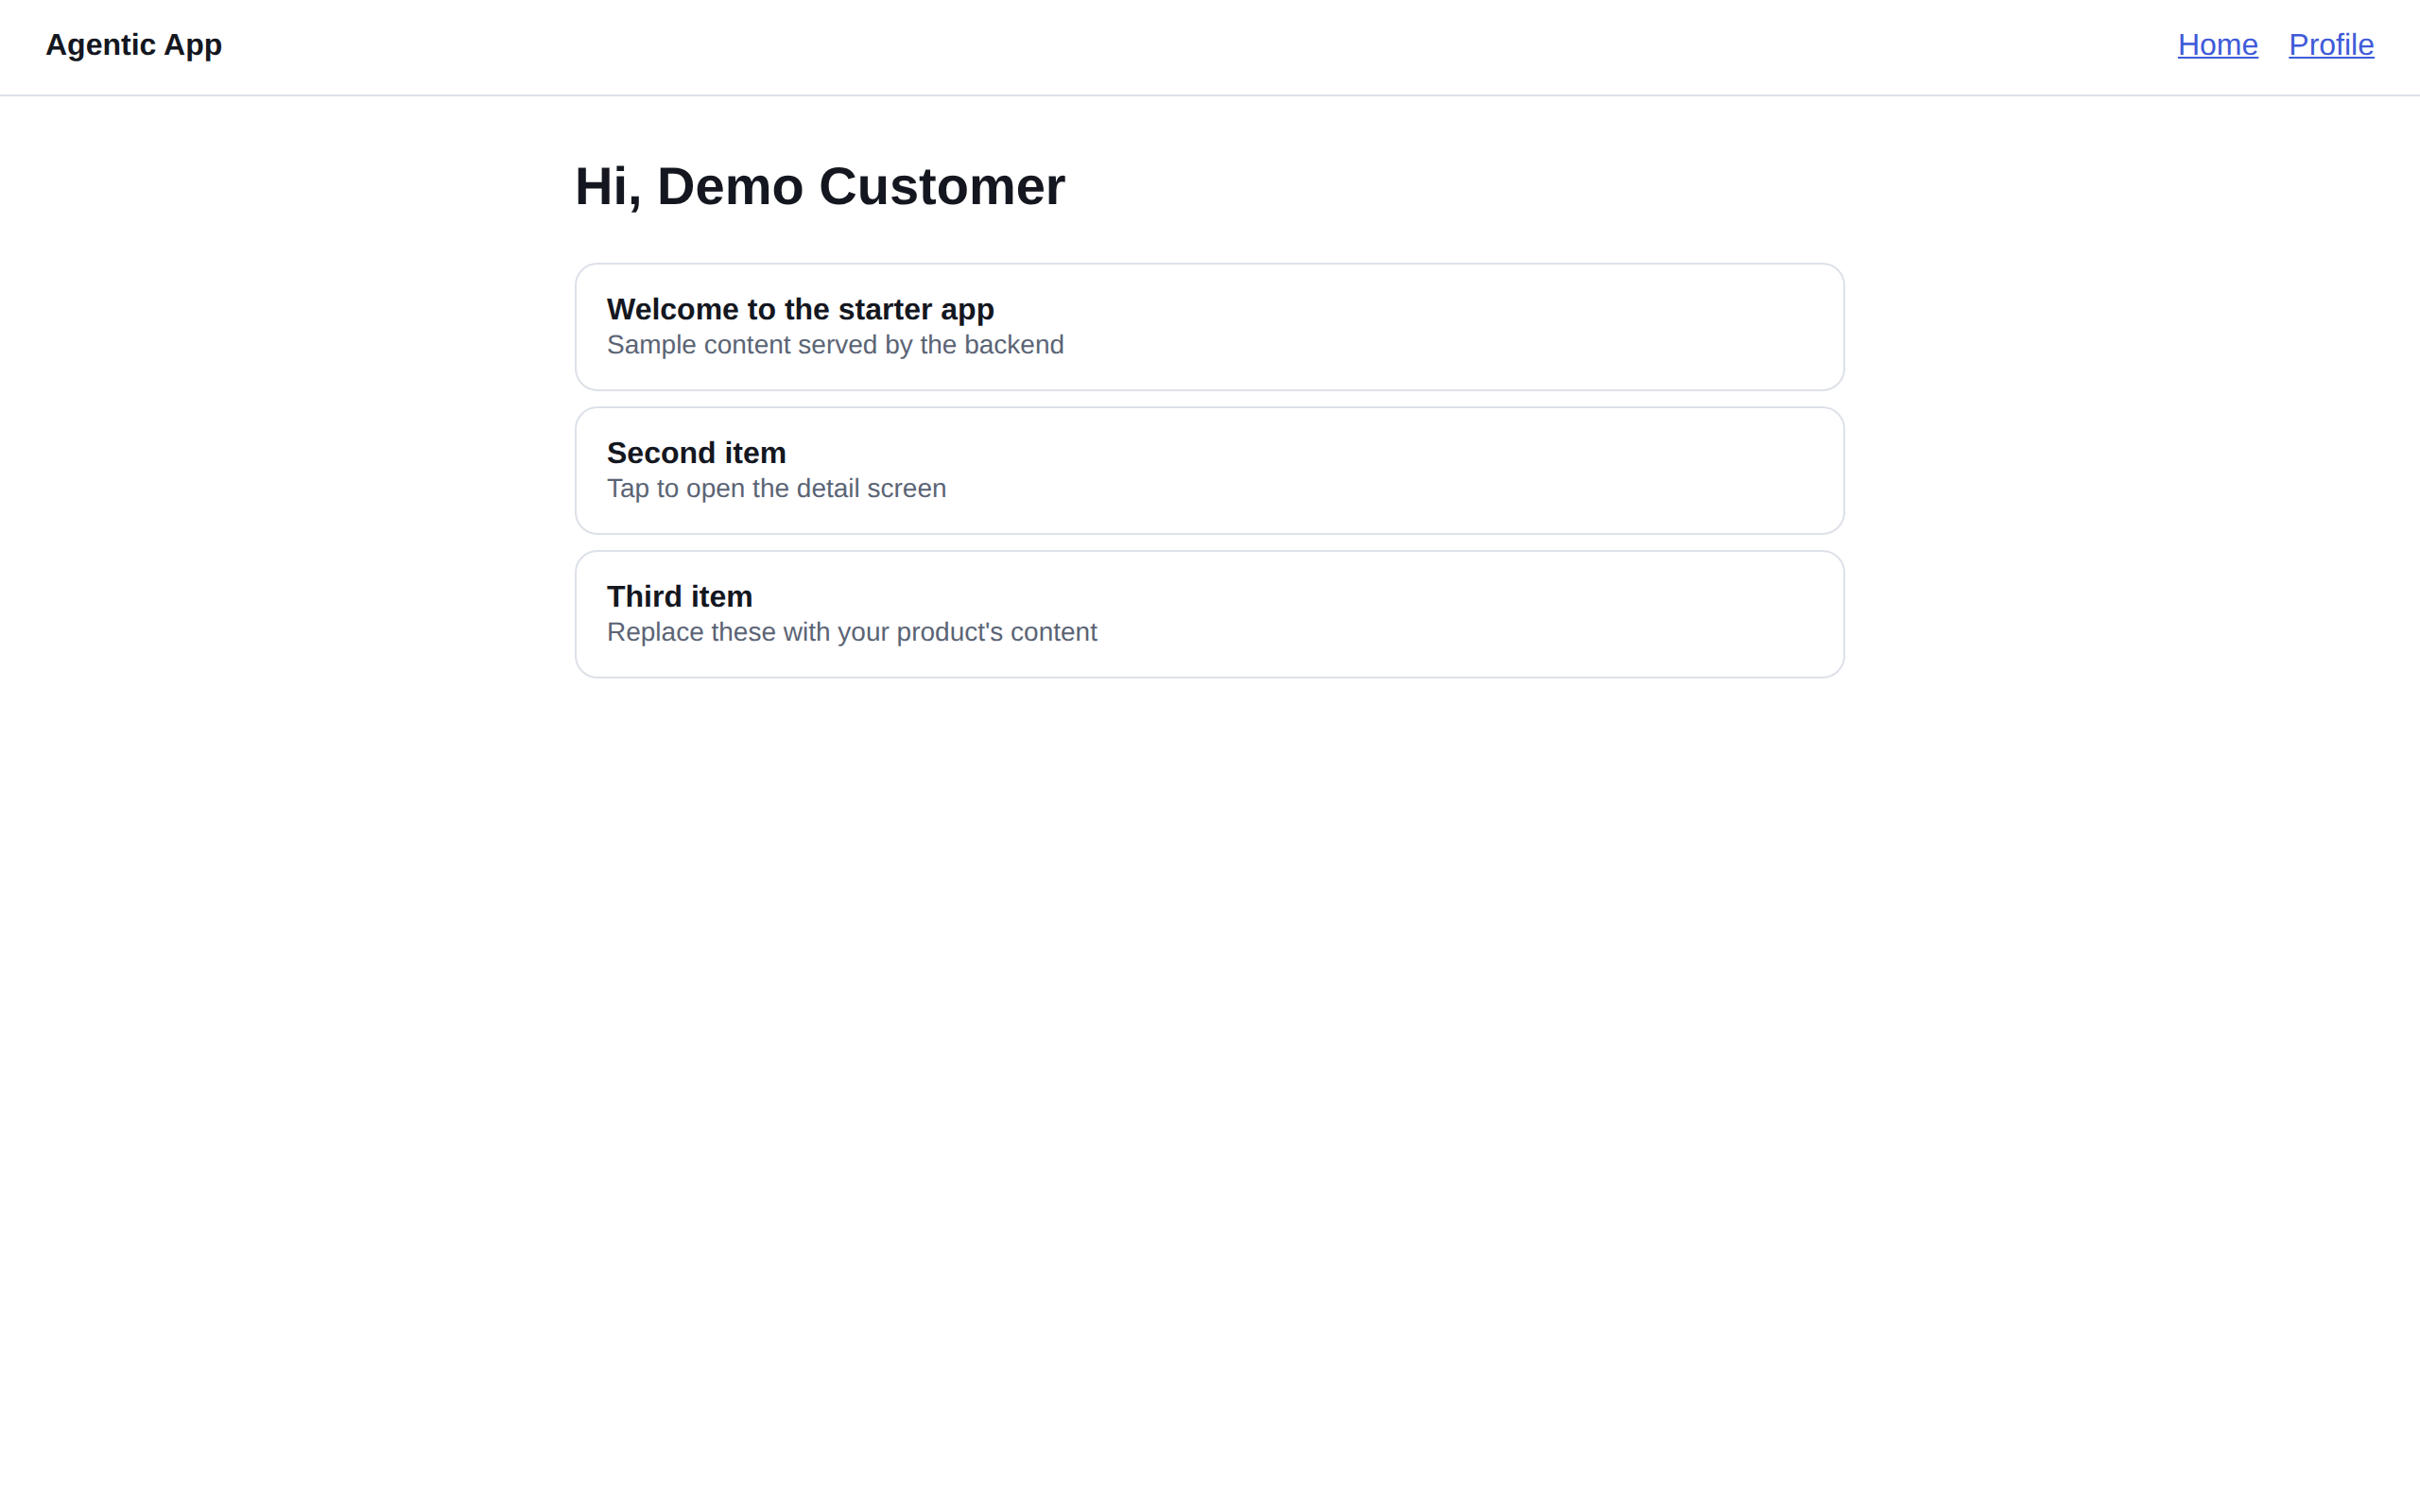 Agentic App
Home Profile
Hi, Demo Customer
Welcome to the starter app
Sample content served by the backend
Second item
Tap to open the detail screen
Third item
Replace these with your product's content